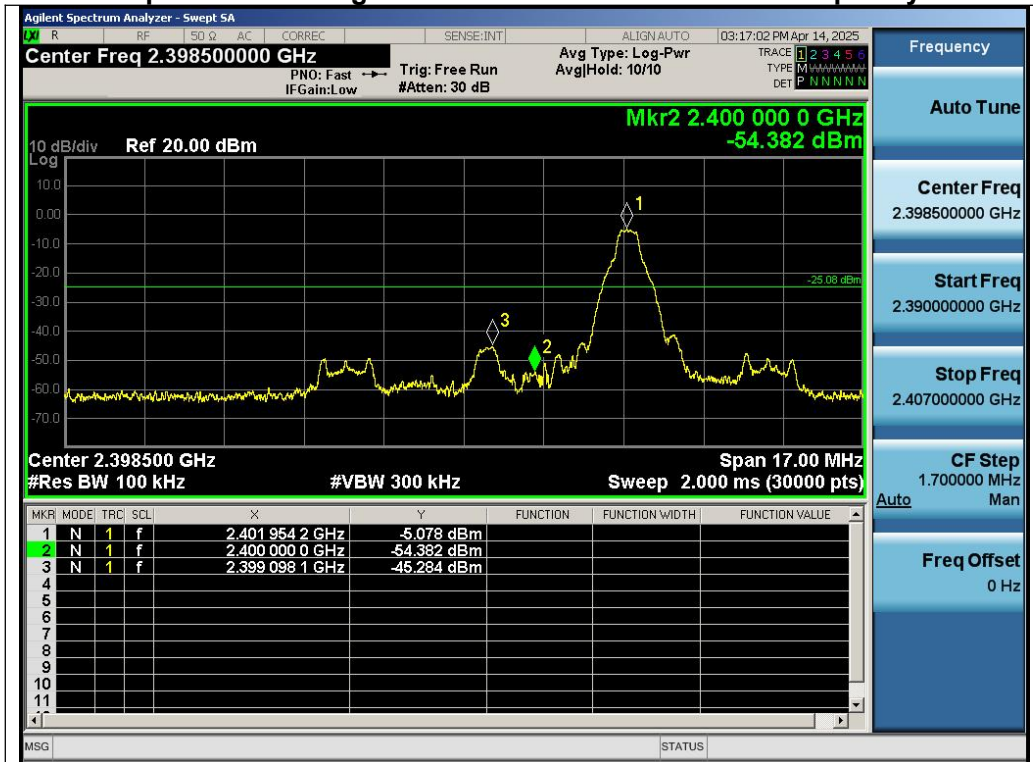 Agilent Spectrum Analyzer - Swept SA
LXI R RF 50 Ω AC CORREC SENSE:INT ALIGN AUTO 03:17:02 PM Apr 14, 2025
Center Freq 2.398500000 GHz
PNO: Fast
IFGain:Low
Trig: Free Run
#Atten: 30 dB
Avg Type: Log-Pwr
Avg|Hold: 10/10
TRACE 1 2 3 4 5 6
TYPE M W W W W W
DET P N N N N N
Mkr2 2.400 000 0 GHz
-54.382 dBm
10 dB/div Ref 20.00 dBm
Log
10.0
0.00
-10.0
-20.0
-30.0
-40.0
-50.0
-60.0
-70.0
1
-25.08 dBm
3
2
Center 2.398500 GHz Span 17.00 MHz
#Res BW 100 kHz #VBW 300 kHz Sweep 2.000 ms (30000 pts)
MKR MODE TRC SCL X Y FUNCTION FUNCTION WIDTH FUNCTION VALUE
1 N 1 f 2.401 954 2 GHz -5.078 dBm
2 N 1 f 2.400 000 0 GHz -54.382 dBm
3 N 1 f 2.399 098 1 GHz -45.284 dBm
4
5
6
7
8
9
10
11
MSG STATUS
Frequency
Auto Tune
Center Freq
2.398500000 GHz
Start Freq
2.390000000 GHz
Stop Freq
2.407000000 GHz
CF Step
1.700000 MHz
Auto Man
Freq Offset
0 Hz